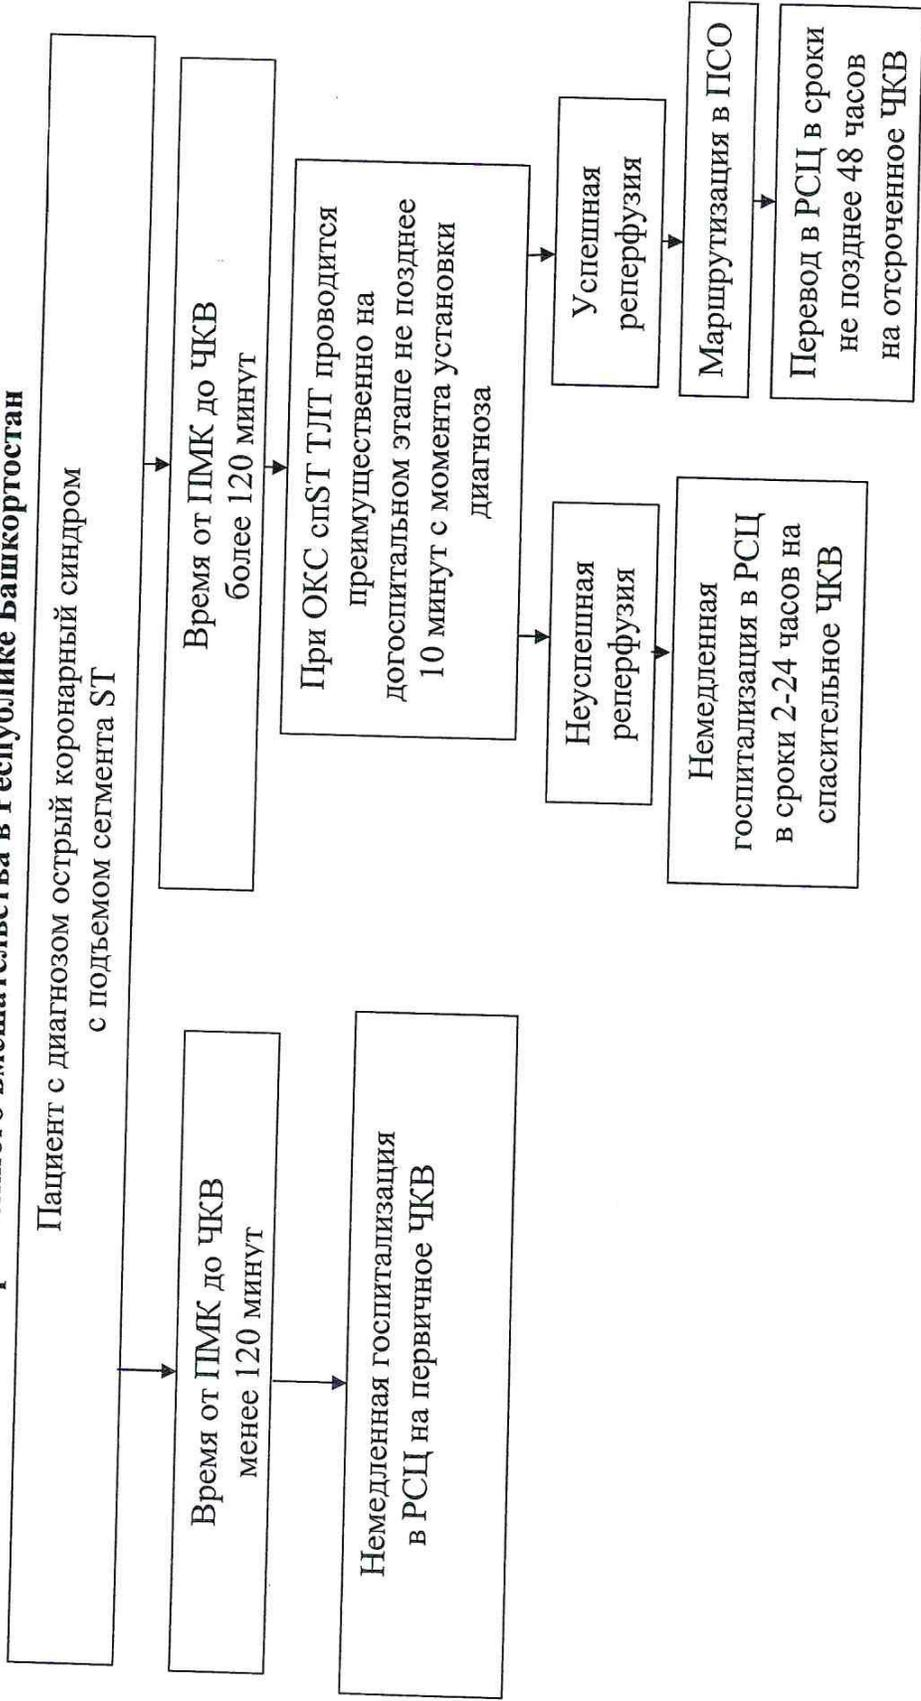 вмешательства в Республике Башкортостан
Пациент с диагнозом острый коронарный синдром
с подъемом сегмента ST
Время от ПМК до ЧКВ
менее 120 минут
Немедленная госпитализация
в РСЦ на первичное ЧКВ
Время от ПМК до ЧКВ
более 120 минут
При ОКС спST ТЛТ проводится
преимущественно на
догоспитальном этапе не позднее
10 минут с момента установки
диагноза
Неуспешная
реперфузия
Немедленная
госпитализация в РСЦ
в сроки 2-24 часов на
спасительное ЧКВ
Успешная
реперфузия
Маршрутизация в ПСО
Перевод в РСЦ в сроки
не позднее 48 часов
на отсроченное ЧКВ